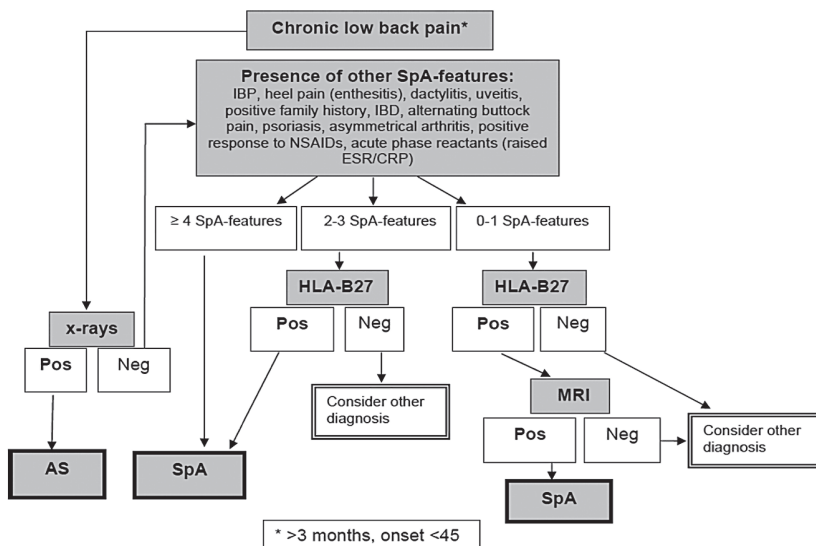 Chronic low back pain*
Presence of other SpA-features:
IBP, heel pain (enthesitis), dactylitis, uveitis,
positive family history, IBD, alternating buttock
pain, psoriasis, asymmetrical arthritis, positive
response to NSAIDs, acute phase reactants (raised
ESR/CRP)
≥ 4 SpA-features
2-3 SpA-features
0-1 SpA-features
HLA-B27
HLA-B27
x-rays
Pos
Neg
Pos
Neg
Pos
Neg
MRI
Consider other
diagnosis
Pos
Neg
Consider other
diagnosis
AS
SpA
SpA
* >3 months, onset <45